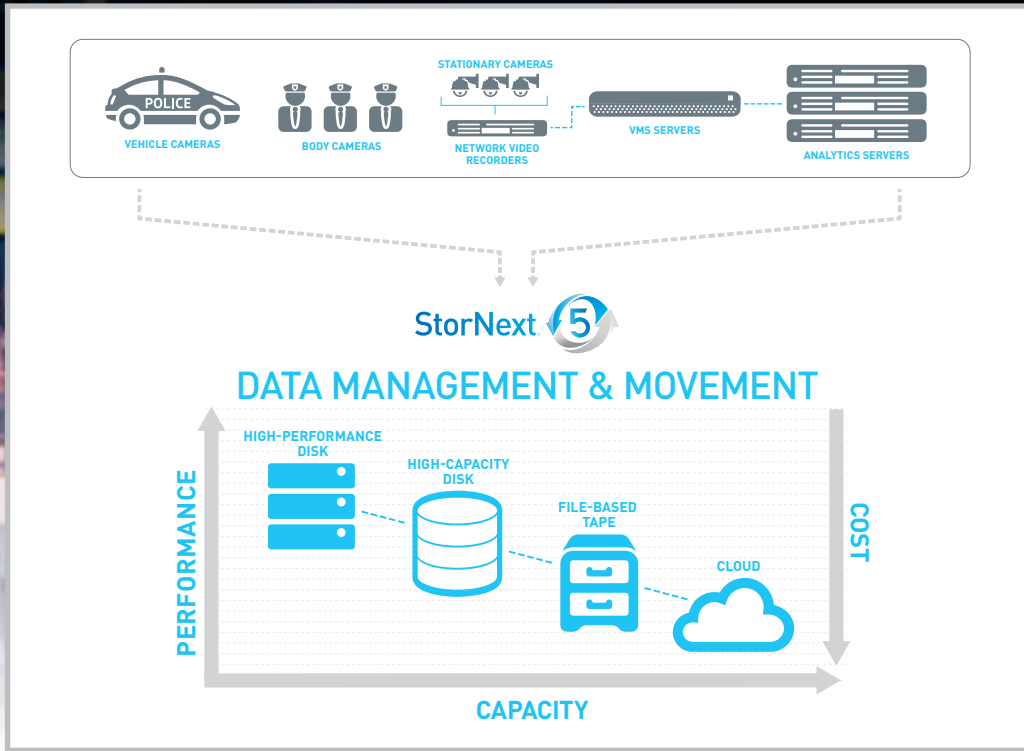 STATIONARY CAMERAS
POLICE
VEHICLE CAMERAS
BODY CAMERAS
NETWORK VIDEO
RECORDERS
VMS SERVERS
ANALYTICS SERVERS
StorNext 5
DATA MANAGEMENT & MOVEMENT
PERFORMANCE
HIGH-PERFORMANCE
DISK
HIGH-CAPACITY
DISK
FILE-BASED
TAPE
CLOUD
COST
CAPACITY